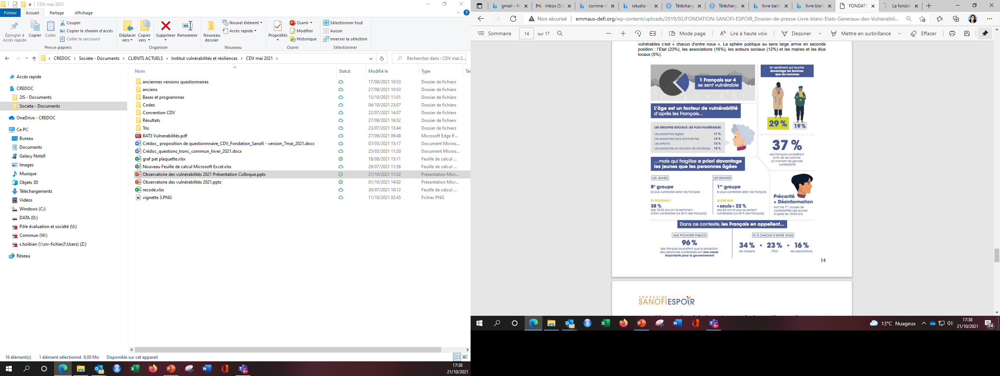 CDV mai 2021
Fichier Accueil Partage Affichage
Épingler à Accès rapide
Copier
Coller
Couper
Copier le chemin d'accès
Coller le raccourci
Presse-papiers
Déplacer vers
Copier vers
Supprimer
Renommer
Organiser
Nouveau dossier
Nouvel élément
Accès rapide
Nouveau
Propriétés
Ouvrir
Modifier
Historique
Ouvrir
Sélectionner tout
Aucun
Inverser la sélection
Sélectionner
CREDOC > Societe - Documents > CLIENTS ACTUELS > Institut vulnérabilités et résiliences > CDV mai 2021 >
Rechercher dans : CDV mai 2...
Accès rapide
CREDOC
2IS - Documents
Societe - Documents
OneDrive - CREDOC
Ce PC
Bureau
Documents
Galaxy Note9
Images
Musique
Objets 3D
Téléchargements
Vidéos
Windows (C:)
DATA (D:)
Pôle évaluation et société (U:)
Commun (W:)
s.hoibian (\\srv-fichier2\Users) (Z:)
Réseau
Nom Statut Modifié le Type Tai
anciennes versions questionnaires 17/08/2021 10:53 Dossier de fichiers
anciens 27/08/2021 10:53 Dossier de fichiers
Bases et programmes 15/10/2021 11:01 Dossier de fichiers
Codes 04/10/2021 23:07 Dossier de fichiers
Convention CDV 22/07/2021 14:07 Dossier de fichiers
Résultats 27/09/2021 16:52 Dossier de fichiers
Tris 23/07/2021 13:44 Dossier de fichiers
BAT3 Vulnerabilités.pdf 27/09/2021 09:48 Microsoft Edge P...
Crédoc_ proposition de questionnnaire_CDV_Fondation_Sanofi - version_7mai_2021.docx 07/05/2021 15:17 Document Micros...
Crédoc_questions_tronc_commun_hiver_2021.docx 25/03/2021 11:20 Document Micros...
graf pat plaquette.xlsx 18/08/2021 15:11 Feuille de calcul ...
Nouveau Feuille de calcul Microsoft Excel.xlsx 29/07/2021 11:56 Feuille de calcul ...
Observatoire des vulnérabilités 2021 Présentation Colloque.pptx 21/10/2021 11:52 Présentation Micr...
Observatoire des vulnérabilités 2021.pptx 01/10/2021 14:02 Présentation Micr...
recode.xlsx 30/07/2021 10:12 Feuille de calcul ...
vignette 3.PNG 11/10/2021 02:45 Fichier PNG
16 élément(s) 1 élément sélectionné 9,00 Mo Disponible sur cet appareil
17:38
21/10/2021
gmail - M Inbox (5,6 corinne m rstudio - Télécharg Télécharg livre balc livre blan FONDATI La fondat
Non sécurisé | emmaus-defi.org/wp-content/uploads/2019/02/FONDATION-SANOFI-ESPOIR_Dossier-de-presse-Livre-blanc-Etats-Generaux-des-Vulnerabili...
Sommaire 14 sur 17 Mode page Lire à haute voix Dessiner Mettre en surbrillance Effacer
vulnérables c'est « chacun d'entre nous ». La sphère publique au sens large arrive en seconde
position : l'Etat (23%), les associations (16%), les acteurs sociaux (12%) et les maires et les élus
locaux (5%).
1 Français sur 4
se sent vulnérable
Un sentiment qui touche
davantage les femmes
que les hommes
29 %
19 %
L'âge est un facteur de vulnérabilité
d'après les Français...
LES GROUPES SOCIAUX LES PLUS VULNÉRABLES
Les personnes âgées 17 %
Les personnes sans domicile fixe 14 %
Les enfants 13 %
Les personnes en situation de handicap 12 %
37 %
des Français considèrent
la fin de vie comme
un moment de grande
vulnérabilité
...mais qui fragilise a priori davantage
les jeunes que les personnes âgées
LES JEUNES
8e groupe
le plus vulnérable selon les Français
ET POURTANT !
38 %
des 18-24 ans ont le sentiment
d'être vulnérables (vs 24 % des Français)
LES SENIORS
1er groupe
le plus vulnérable selon les Français
ALORS QUE
« seuls » 22 %
des 65 ans et plus se sentent
vulnérables (vs 24 % des Français)
Précarité
+ Désinformation
sont les 1res causes de
vulnérabilités des jeunes
d'après les 18-24 ans
Dans ce contexte, les Français en appellent...
AUX POUVOIRS PUBLICS
96 %
des Français souhaitent que la protection
des personnes vulnérables soit une cause
importante pour le gouvernement
ET À CHACUN D'ENTRE NOUS
34 % • 23 % • 16 %
les citoyens l'État les associations
14
FONDATION
SANOFI ESPOIR
13°C Nuageux
17:38
21/10/2021
24